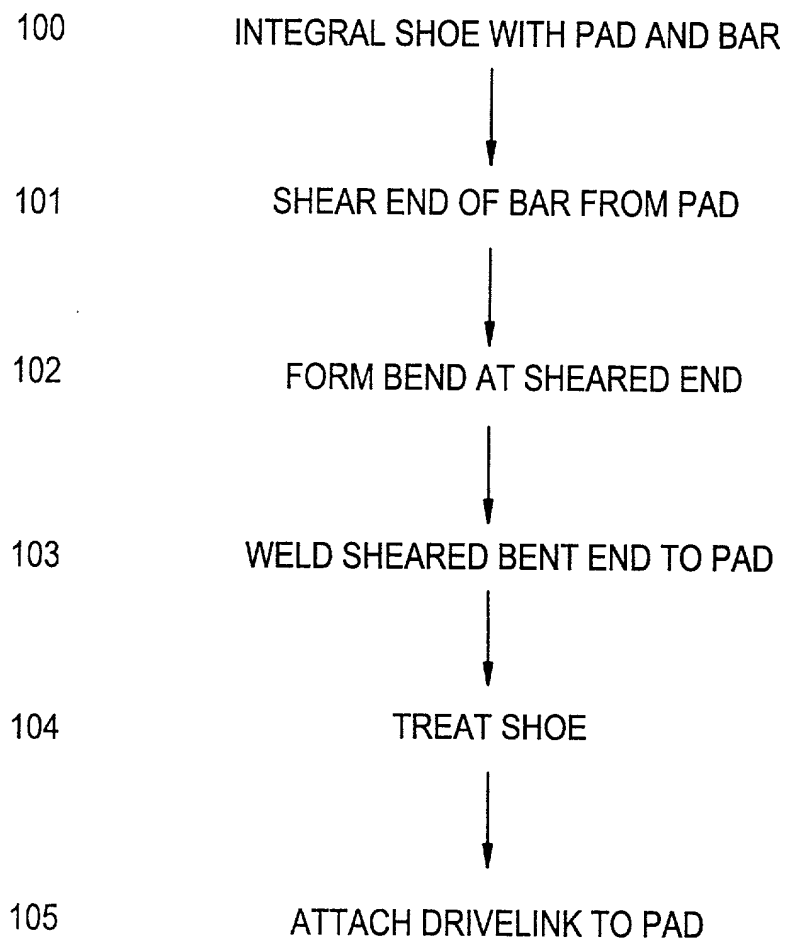 100 INTEGRAL SHOE WITH PAD AND BAR
101 SHEAR END OF BAR FROM PAD
102 FORM BEND AT SHEARED END
103 WELD SHEARED BENT END TO PAD
104 TREAT SHOE
105 ATTACH DRIVELINK TO PAD